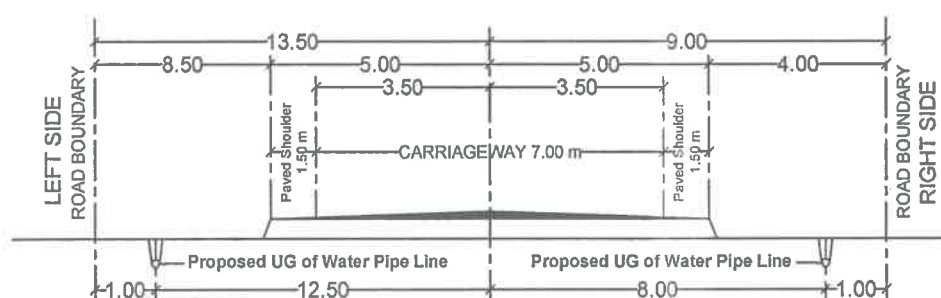 13.50 9.00
8.50 5.00 5.00 4.00
3.50 3.50
LEFT SIDE
ROAD BOUNDARY
Paved Shoulder
1.50 m
CARRIAGEWAY 7.00 m
Paved Shoulder
1.50 m
ROAD BOUNDARY
RIGHT SIDE
Proposed UG of Water Pipe Line Proposed UG of Water Pipe Line
1.00 12.50 8.00 1.00